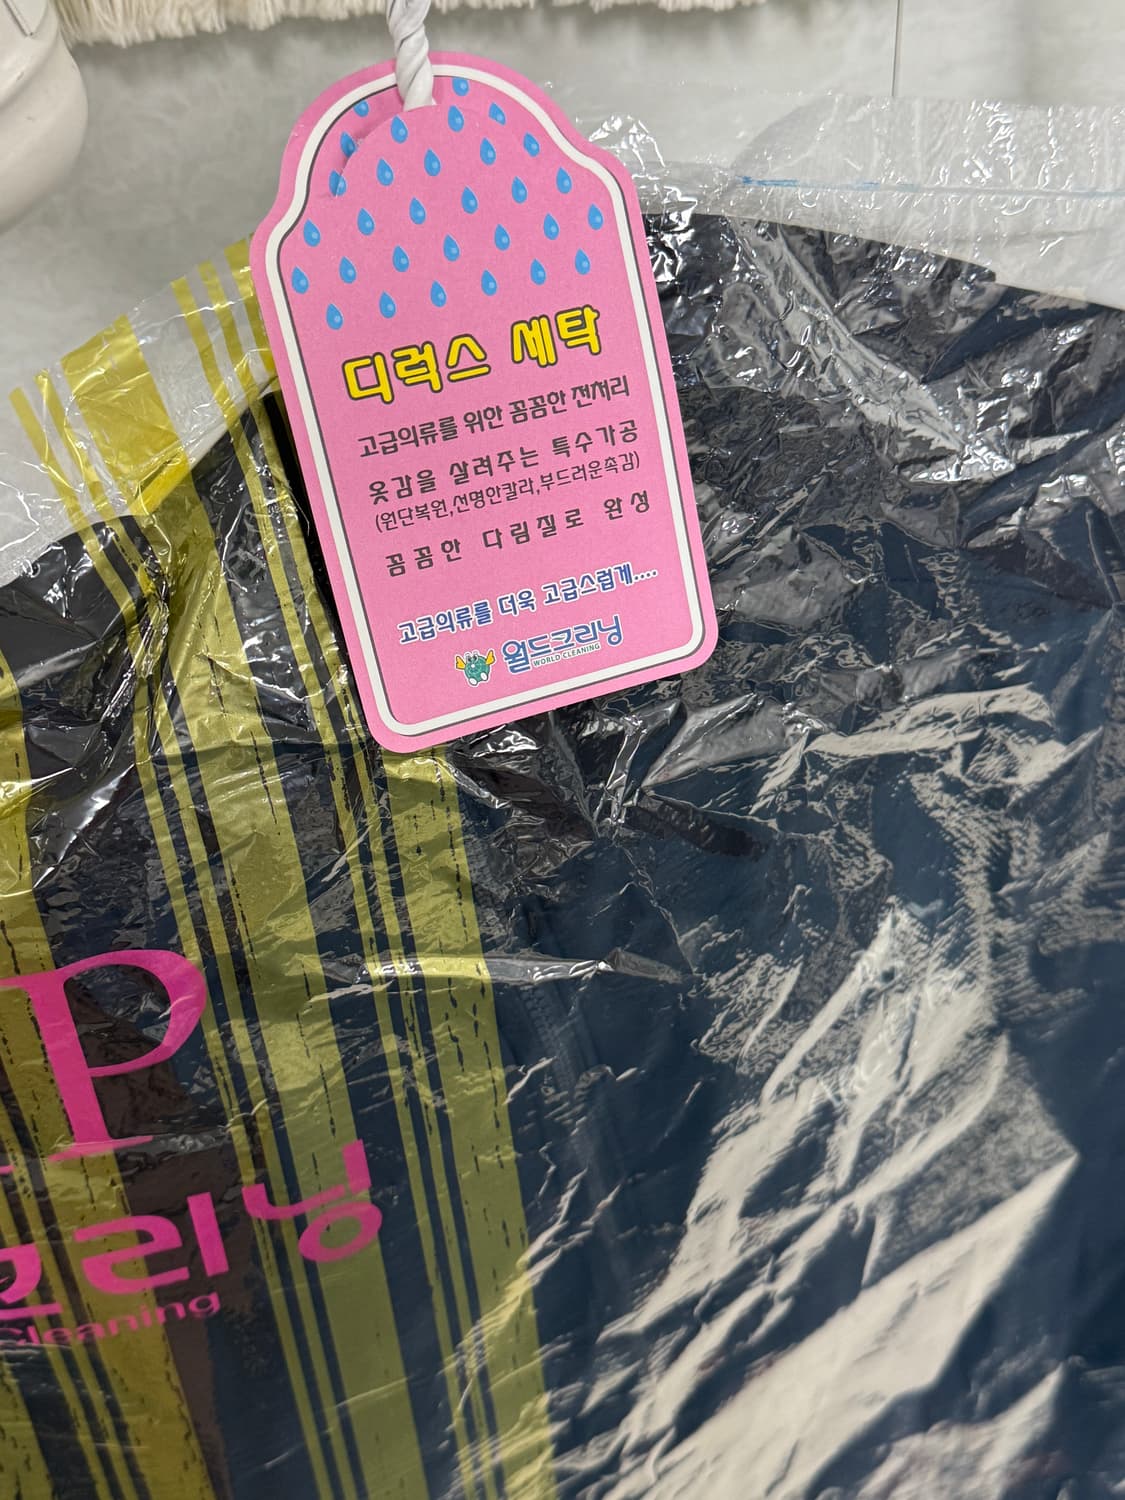 디럭스 세탁
고급의류를 위한 꼼꼼한 전처리
옷감을 살려주는 특수가공
(원단복원,선명한칼라,부드러운촉감)
꼼꼼한 다림질로 완성
고급의류를 더욱 고급스럽게....
월드크리닝
WORLD CLEANING
P
크리닝
Cleaning